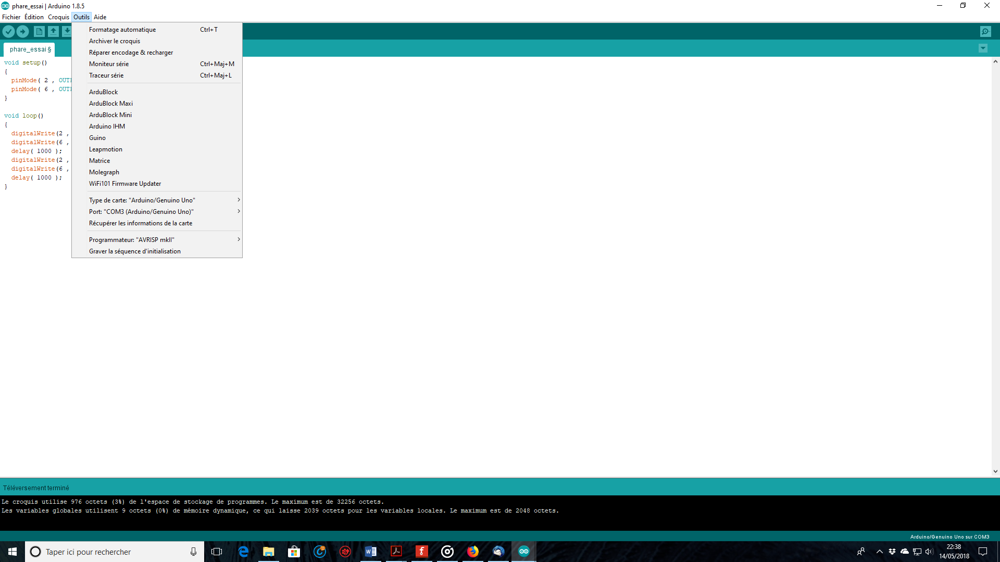 phare_essai | Arduino 1.8.5
Fichier Édition Croquis Outils Aide
Formatage automatique Ctrl+T
Archiver le croquis
Réparer encodage & recharger
Moniteur série Ctrl+Maj+M
Traceur série Ctrl+Maj+L
ArduBlock
ArduBlock Maxi
ArduBlock Mini
Arduino IHM
Guino
Leapmotion
Matrice
Molegraph
WiFi101 Firmware Updater
Type de carte: "Arduino/Genuino Uno"
Port: "COM3 (Arduino/Genuino Uno)"
Récupérer les informations de la carte
Programmateur: "AVRISP mkII"
Graver la séquence d'initialisation
phare_essai §
void setup()
{
pinMode( 2 , OUT
pinMode( 6 , OUT
}
void loop()
{
digitalWrite(2 ,
digitalWrite(6 ,
delay( 1000 );
digitalWrite(2 ,
digitalWrite(6 ,
delay( 1000 );
}
Téléversement terminé
Le croquis utilise 976 octets (3%) de l'espace de stockage de programmes. Le maximum est de 32256 octets.
Les variables globales utilisent 9 octets (0%) de mémoire dynamique, ce qui laisse 2039 octets pour les variables locales. Le maximum est de 2048 octets.
Arduino/Genuino Uno sur COM3
Taper ici pour rechercher
22:38
14/05/2018